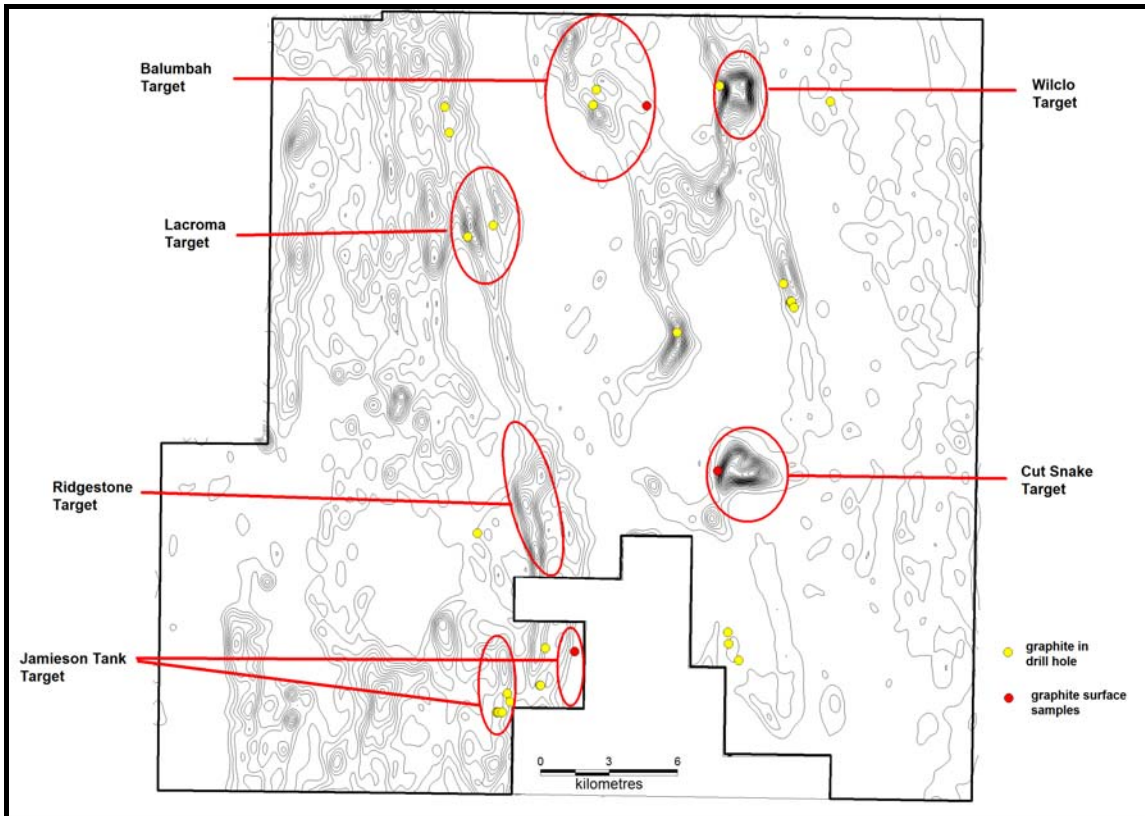 Balumbah
Target
Wilclo
Target
Lacroma
Target
Ridgestone
Target
Cut Snake
Target
Jamieson Tank
Target
graphite in
drill hole
graphite surface
samples
0 3 6
kilometres